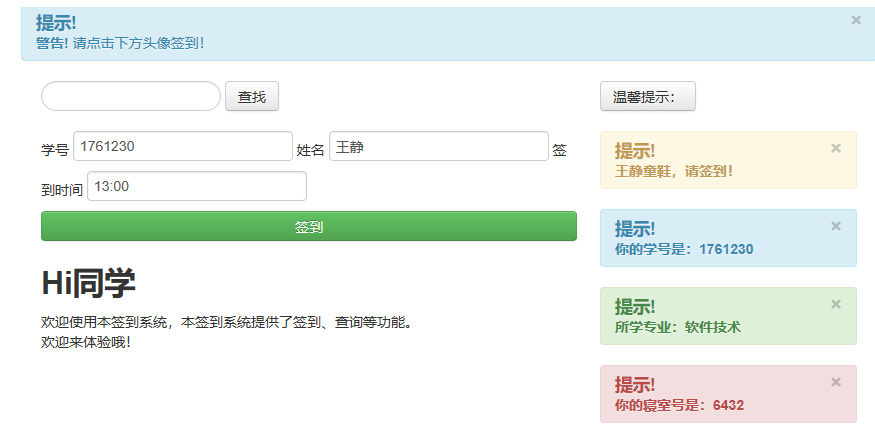 提示!
警告! 请点击下方头像签到！
查找
学号 1761230 姓名 王静 签
到时间 13:00
签到
Hi同学
欢迎使用本签到系统，本签到系统提供了签到、查询等功能。
欢迎来体验哦！
温馨提示：
提示!
王静童鞋，请签到！
提示!
你的学号是：1761230
提示!
所学专业：软件技术
提示!
你的寝室号是：6432